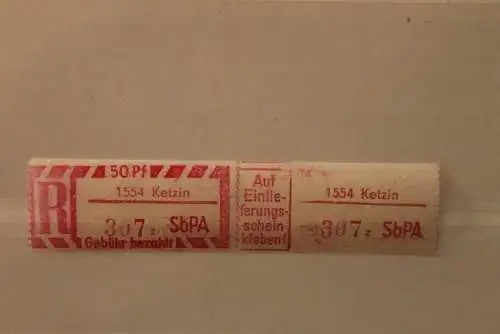 50 Pf
R
1554 Ketzin
307 SbPA
Gebühr bezahlt
Auf
Einlie-
ferungs-
schein
kleben!
1554 Ketzin
307 SbPA